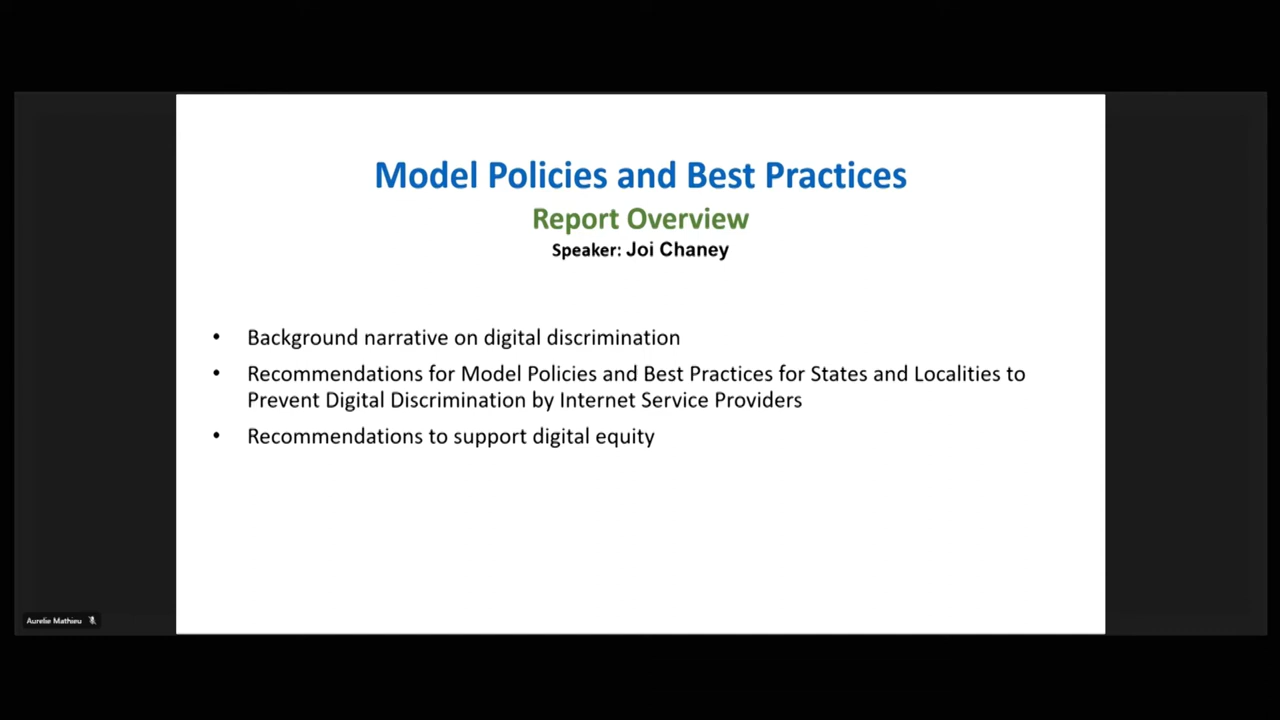 Model Policies and Best Practices
Report Overview
Speaker: Joi Chaney
• Background narrative on digital discrimination
• Recommendations for Model Policies and Best Practices for States and Localities to
Prevent Digital Discrimination by Internet Service Providers
• Recommendations to support digital equity
Aurelie Mathieu